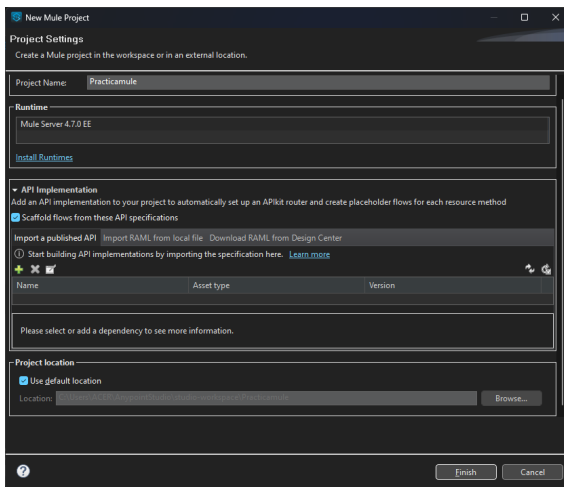 New Mule Project
Project Settings
Create a Mule project in the workspace or in an external location.
Project Name: Practicamule
Runtime
Mule Server 4.7.0 EE
Install Runtimes
API Implementation
Add an API implementation to your project to automatically set up an APIkit router and create placeholder flows for each resource method
Scaffold flows from these API specifications
Import a published API Import RAML from local file Download RAML from Design Center
Start building API implementations by importing the specification here. Learn more
Name Asset type Version
Please select or add a dependency to see more information.
Project location
Use default location
Location: Browse...
? Finish Cancel